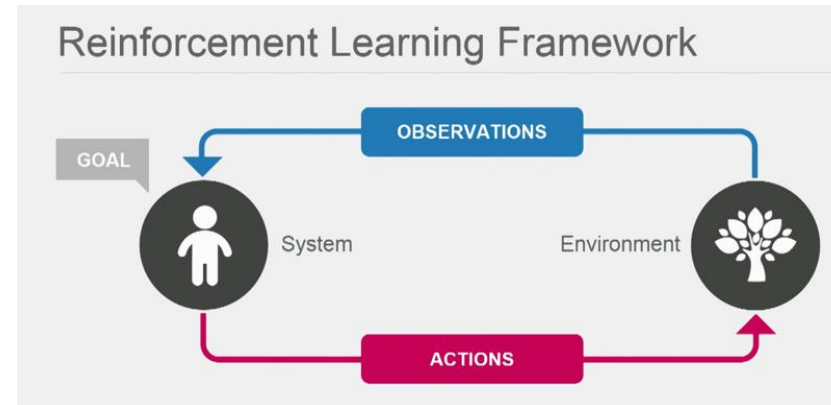 Reinforcement Learning Framework
OBSERVATIONS
GOAL
System
Environment
ACTIONS